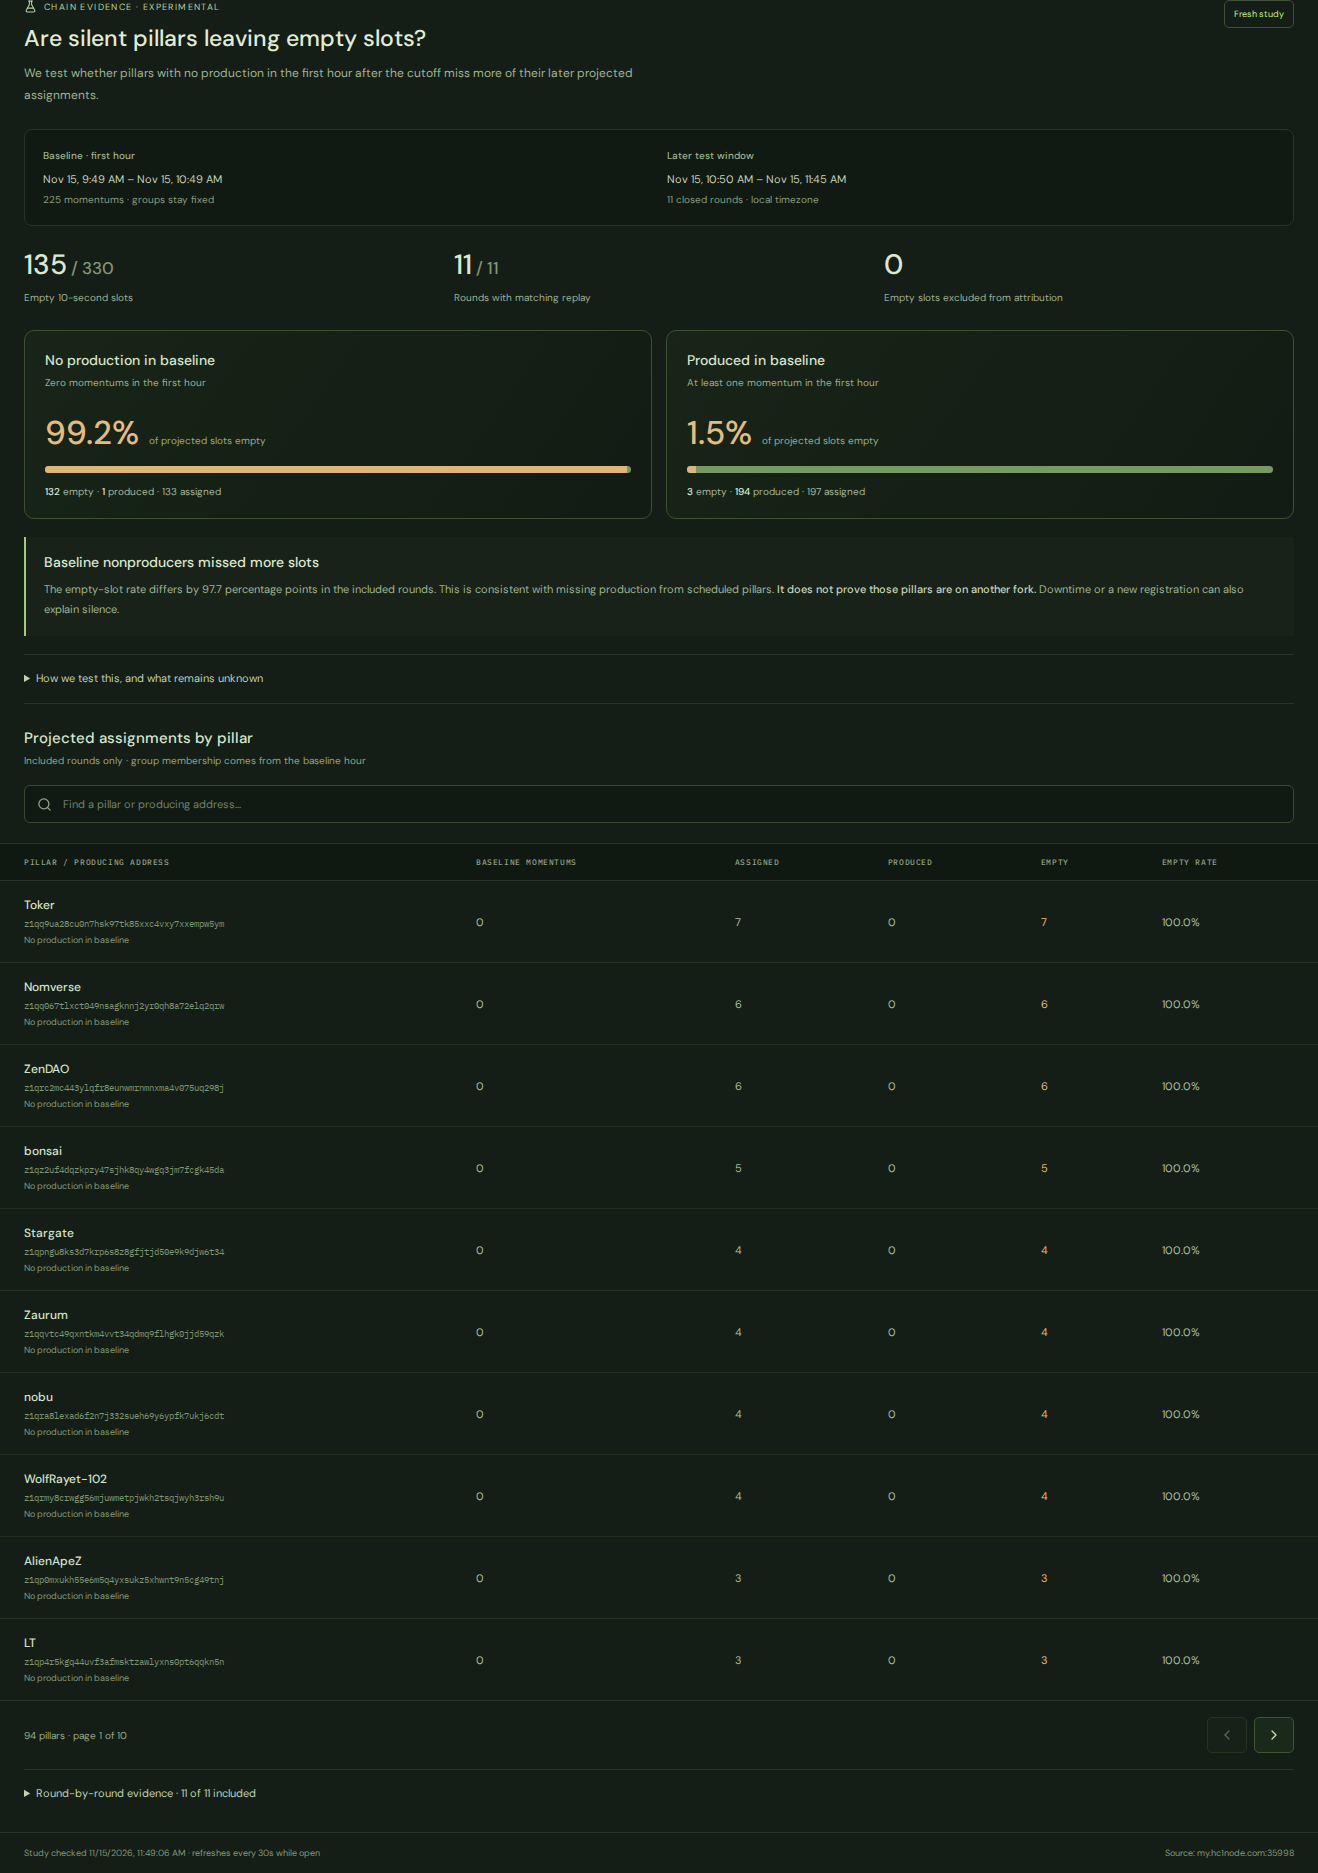 CHAIN EVIDENCE · EXPERIMENTAL
Fresh study
Are silent pillars leaving empty slots?
We test whether pillars with no production in the first hour after the cutoff miss more of their later projected
assignments.
Baseline · first hour
Nov 15, 9:49 AM – Nov 15, 10:49 AM
225 momentums · groups stay fixed
Later test window
Nov 15, 10:50 AM – Nov 15, 11:45 AM
11 closed rounds · local timezone
135 / 330
Empty 10-second slots
11 / 11
Rounds with matching replay
0
Empty slots excluded from attribution
No production in baseline
Zero momentums in the first hour
99.2% of projected slots empty
132 empty · 1 produced · 133 assigned
Produced in baseline
At least one momentum in the first hour
1.5% of projected slots empty
3 empty · 194 produced · 197 assigned
Baseline nonproducers missed more slots
The empty-slot rate differs by 97.7 percentage points in the included rounds. This is consistent with missing production from scheduled pillars. It does not prove those pillars are on another fork. Downtime or a new registration can also
explain silence.
How we test this, and what remains unknown
Projected assignments by pillar
Included rounds only · group membership comes from the baseline hour
Find a pillar or producing address…
PILLAR / PRODUCING ADDRESS BASELINE MOMENTUMS ASSIGNED PRODUCED EMPTY EMPTY RATE
Toker
z1qq9ua28cu0n7hsk97tk85xxc4vxy7xxempw5ym
No production in baseline
0 7 0 7 100.0%
Nomverse
z1qq067tlxct049nsagknnj2yr0qh8a72elq2qrw
No production in baseline
0 6 0 6 100.0%
ZenDAO
z1qrc2mc443ylqfr8eunwmrnmnxma4v075uq298j
No production in baseline
0 6 0 6 100.0%
bonsai
z1qz2uf4dqzkpzy47sjhk8qy4wgq3jm7fcgk45da
No production in baseline
0 5 0 5 100.0%
Stargate
z1qpngu8ks3d7krp6s8z8gfjtjd50e9k9djw6t34
No production in baseline
0 4 0 4 100.0%
Zaurum
z1qqvtc49qxntkm4vvt34qdmq9flhgk0jjd59qzk
No production in baseline
0 4 0 4 100.0%
nobu
z1qra8lexad6f2n7j332sueh69y6ypfk7ukj6cdt
No production in baseline
0 4 0 4 100.0%
WolfRayet-102
z1qrmy8crwgg56mjuwmetpjwkh2tsqjwyh3rsh9u
No production in baseline
0 4 0 4 100.0%
AlienApeZ
z1qp0mxukh55e6m5q4yxsukz5xhwnt9n5cg49tnj
No production in baseline
0 3 0 3 100.0%
LT
z1qp4r5kgq44uvf3afmsktzawlyxns0pt6qqkn5n
No production in baseline
0 3 0 3 100.0%
94 pillars · page 1 of 10
Round-by-round evidence · 11 of 11 included
Study checked 11/15/2026, 11:49:06 AM · refreshes every 30s while open
Source: my.hc1node.com:35998